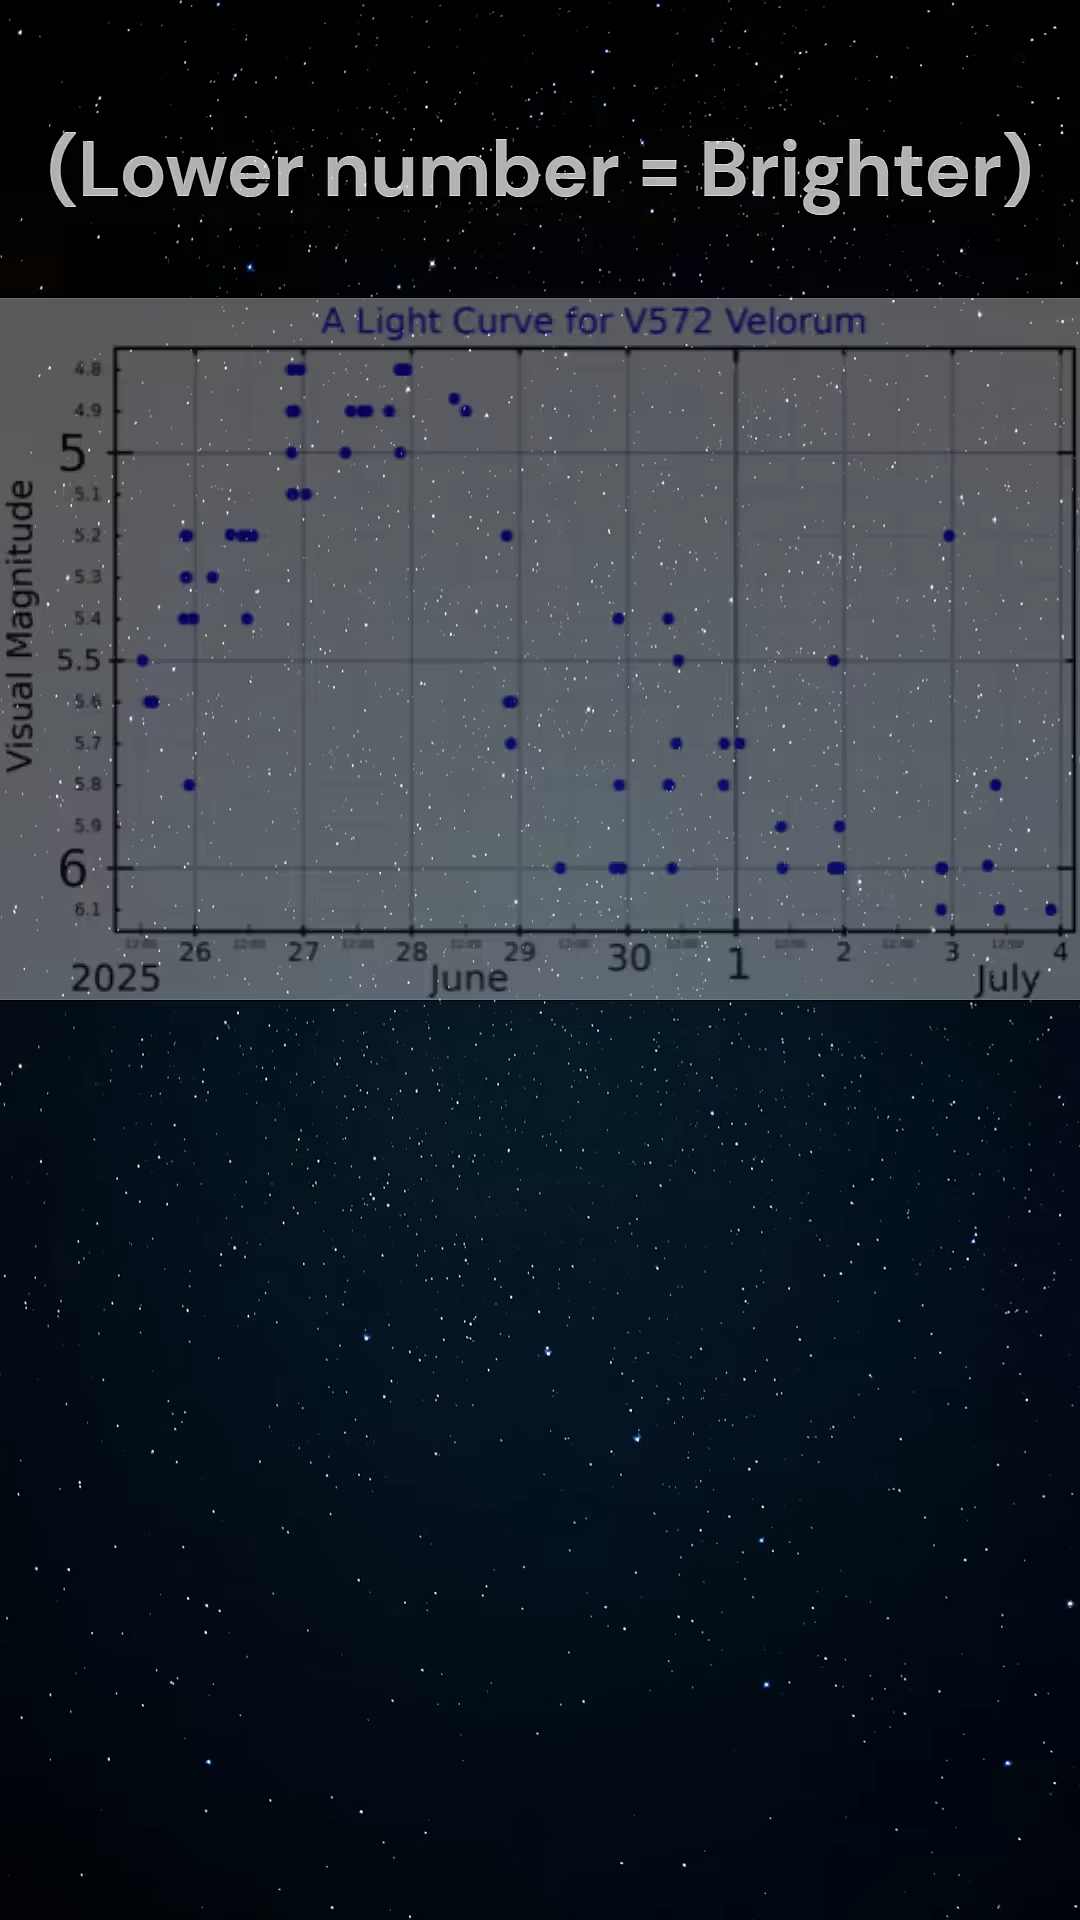 (Lower number = Brighter)
A Light Curve for V572 Velorum
Visual Magnitude
4.8
4.9
5
5.1
5.2
5.3
5.4
5.5
5.6
5.7
5.8
5.9
6
6.1
26 27 28 29 30 1 2 3 4
2025 June July